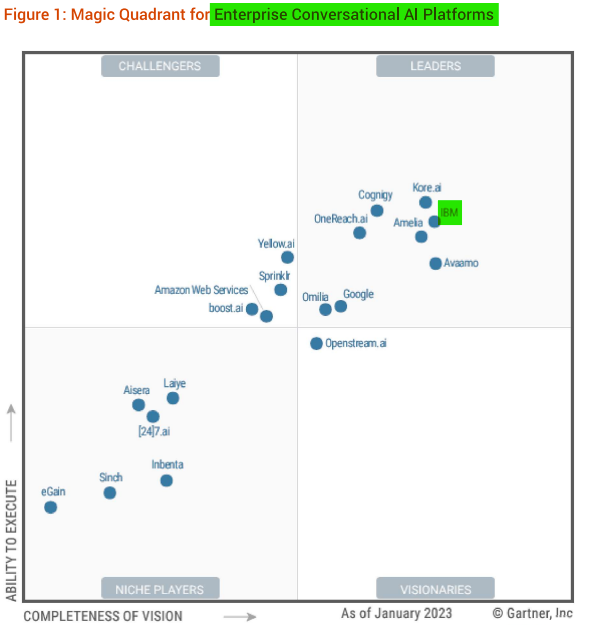 Figure 1: Magic Quadrant for Enterprise Conversational AI Platforms
CHALLENGERS
LEADERS
Kore.ai
Cognigy
IBM
OneReach.ai
Amelia
Yellow.ai
Avaamo
Sprinklr
Amazon Web Services
Omilia
Google
boost.ai
Openstream.ai
Aisera
Laiye
[24]7.ai
Inbenta
Sinch
eGain
ABILITY TO EXECUTE
NICHE PLAYERS
VISIONARIES
COMPLETENESS OF VISION
As of January 2023
© Gartner, Inc